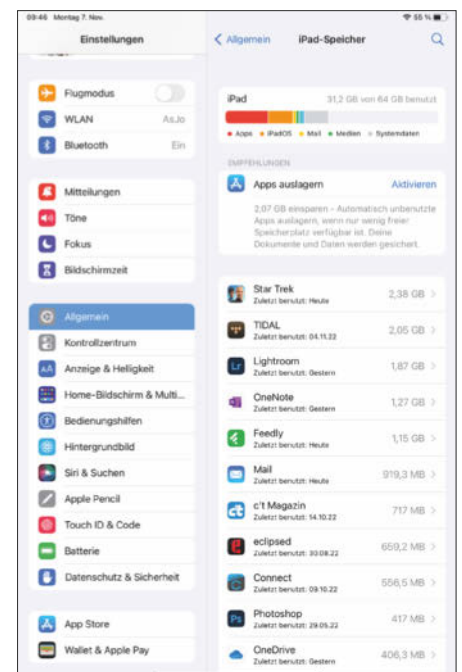 09:46 Montag 7. Nov.
55 %
Einstellungen
Flugmodus
WLAN AsJo
Bluetooth Ein
Mitteilungen
Töne
Fokus
Bildschirmzeit
Allgemein
Kontrollzentrum
AA Anzeige & Helligkeit
Home-Bildschirm & Multi...
Bedienungshilfen
Hintergrundbild
Siri & Suchen
Apple Pencil
Touch ID & Code
Batterie
Datenschutz & Sicherheit
App Store
Wallet & Apple Pay
Allgemein iPad-Speicher
iPad 31,2 GB von 64 GB benutzt
Apps iPadOS Mail Medien Systemdaten
EMPFEHLUNGEN
Apps auslagern Aktivieren
2,07 GB einsparen - Automatisch unbenutzte
Apps auslagern, wenn nur wenig freier
Speicherplatz verfügbar ist. Deine
Dokumente und Daten werden gesichert.
Star Trek 2,38 GB
Zuletzt benutzt: Heute
TIDAL 2,05 GB
Zuletzt benutzt: 04.11.22
Lr Lightroom 1,87 GB
Zuletzt benutzt: Gestern
OneNote 1,27 GB
Zuletzt benutzt: Gestern
Feedly 1,15 GB
Zuletzt benutzt: Heute
Mail 919,3 MB
Zuletzt benutzt: Heute
ct c't Magazin 717 MB
Zuletzt benutzt: 14.10.22
eclipsed 659,2 MB
Zuletzt benutzt: 30.09.22
Connect 556,5 MB
Zuletzt benutzt: 09.10.22
Ps Photoshop 417 MB
Zuletzt benutzt: 29.05.22
OneDrive 406,3 MB
Zuletzt benutzt: Gestern